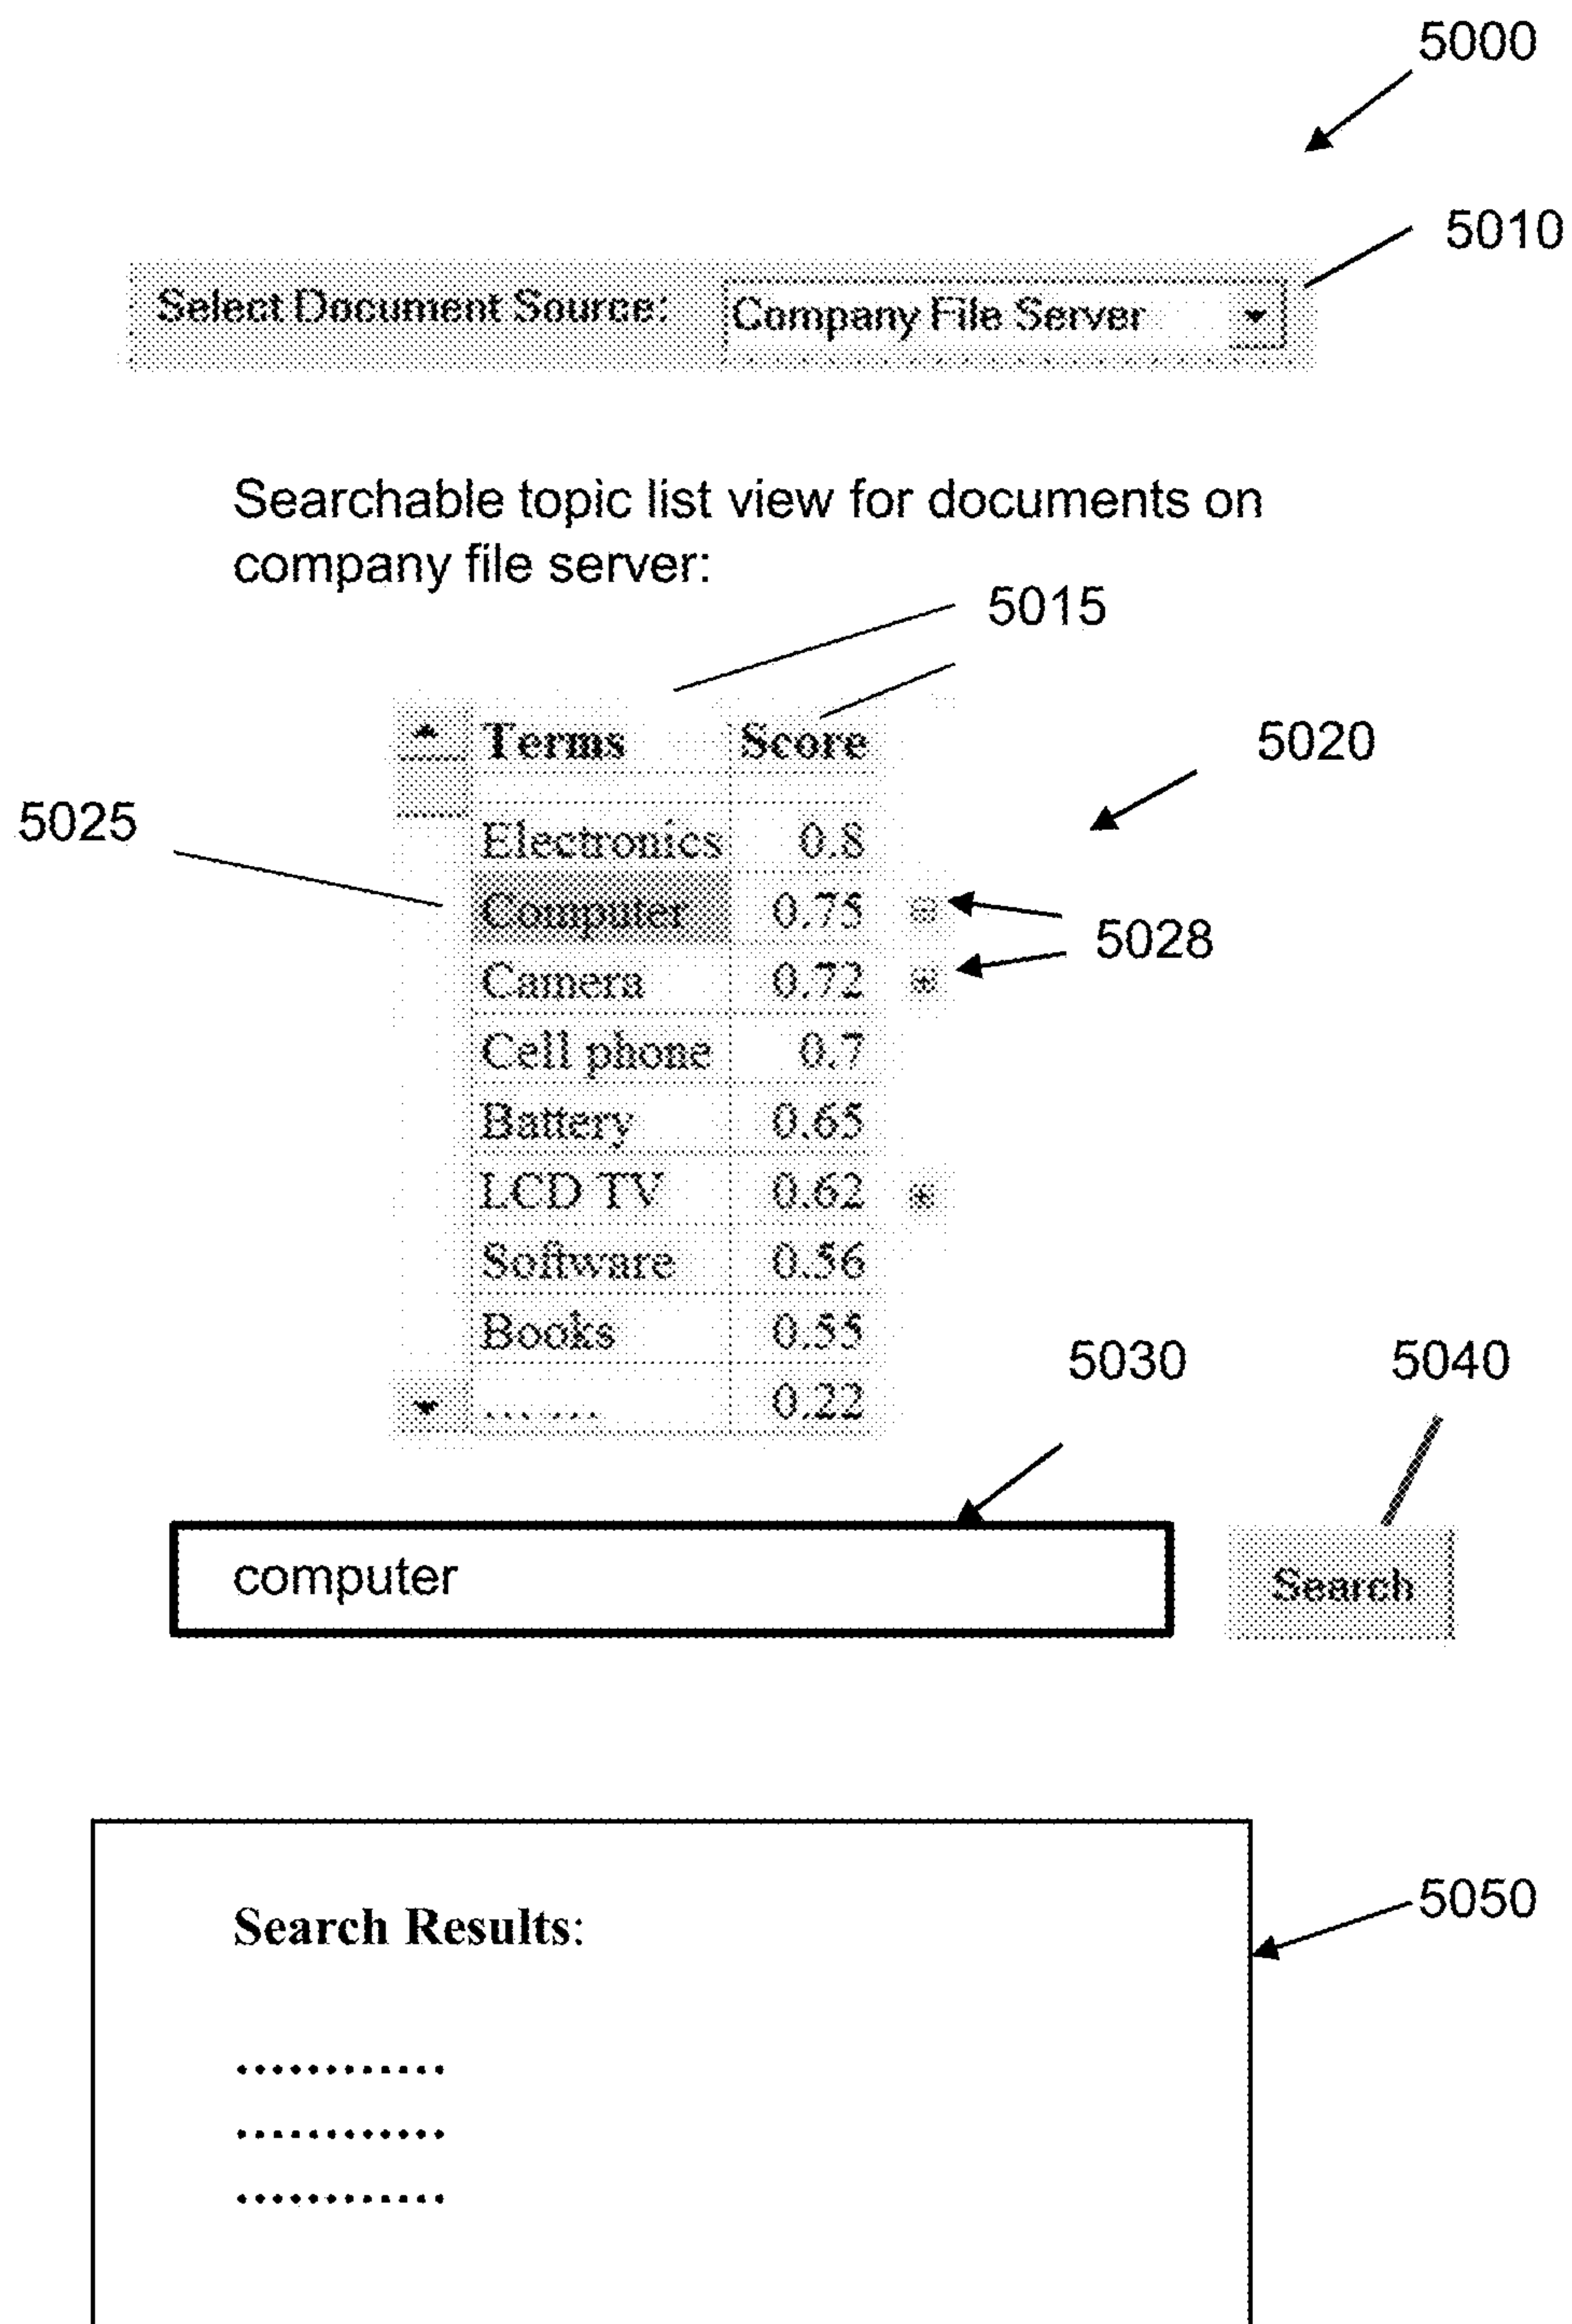 5000
5010
Select Document Source: Company File Server
Searchable topic list view for documents on
company file server:
5015
Terms Score
5020
5025
Electronics 0.8
Computer 0.75
5028
Camera 0.72
Cell phone 0.7
Battery 0.65
LCD TV 0.62
Software 0.56
Books 0.55
5030 5040
....... 0.22
computer
Search
5050
Search Results:
............
............
............